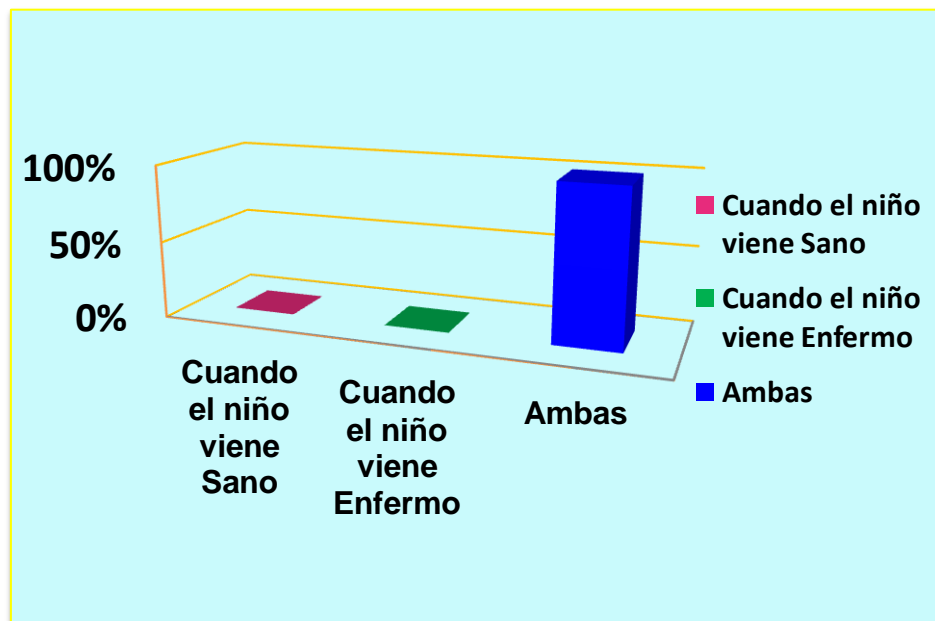 100%
50%
0%
Cuando
el niño
viene
Sano
Cuando
el niño
viene
Enfermo
Ambas
Cuando el niño
viene Sano
Cuando el niño
viene Enfermo
Ambas